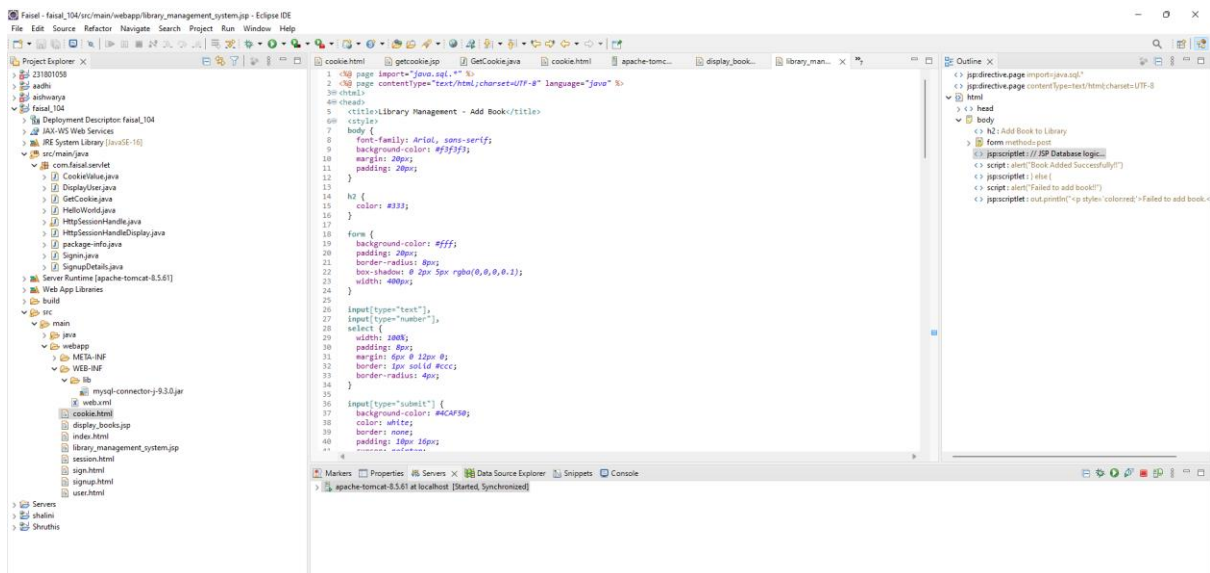 Faisel - faisal_104/src/main/webapp/library_management_system.jsp - Eclipse IDE
File Edit Source Refactor Navigate Search Project Run Window Help
Project Explorer
231801058
aadhi
aishwarya
faisal_104
Deployment Descriptor: faisal_104
JAX-WS Web Services
JRE System Library [JavaSE-16]
src/main/java
com.faisal.servlet
CookieValue.java
DisplayUser.java
GetCookie.java
HelloWorld.java
HttpSessionHandle.java
HttpSessionHandleDisplay.java
package-info.java
Signin.java
SignupDetails.java
Server Runtime [apache-tomcat-8.5.61]
Web App Libraries
build
src
main
java
webapp
META-INF
WEB-INF
lib
mysql-connector-j-9.3.0.jar
web.xml
cookie.html
display_books.jsp
index.html
library_management_system.jsp
session.html
sign.html
signup.html
user.html
Servers
shalini
Shruthis
cookie.html getcookie.jsp GetCookie.java cookie.html apache-tomc... display_book... library_man...
1 <%@ page import="java.sql.*" %>
2 <%@ page contentType="text/html;charset=UTF-8" language="java" %>
3 <html>
4 <head>
5 <title>Library Management - Add Book</title>
6 <style>
7 body {
8 font-family: Arial, sans-serif;
9 background-color: #f3f3f3;
10 margin: 20px;
11 padding: 20px;
12 }
13
14 h2 {
15 color: #333;
16 }
17
18 form {
19 background-color: #fff;
20 padding: 20px;
21 border-radius: 8px;
22 box-shadow: 0 2px 5px rgba(0,0,0,0.1);
23 width: 400px;
24 }
25
26 input[type="text"],
27 input[type="number"],
28 select {
29 width: 100%;
30 padding: 8px;
31 margin: 6px 0 12px 0;
32 border: 1px solid #ccc;
33 border-radius: 4px;
34 }
35
36 input[type="submit"] {
37 background-color: #4CAF50;
38 color: white;
39 border: none;
40 padding: 10px 16px;
Outline
jsp:directive.page import=java.sql.*
jsp:directive.page contentType=text/html;charset=UTF-8
html
head
body
h2 : Add Book to Library
form method=post
jsp:scriptlet : // JSP Database logic...
script : alert("Book Added Successfully!!")
jsp:scriptlet : } else {
script : alert("Failed to add book!!")
jsp:scriptlet : out.println("<p style='color:red;'>Failed to add book.<
Markers Properties Servers Data Source Explorer Snippets Console
apache-tomcat-8.5.61 at localhost [Started, Synchronized]